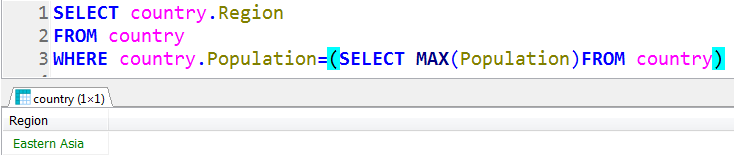 1 SELECT country.Region
2 FROM country
3 WHERE country.Population=(SELECT MAX(Population)FROM country)
country (1×1)
Region
Eastern Asia